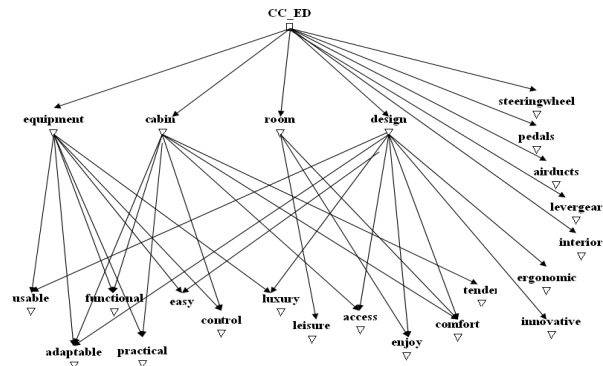 CC_ED
steeringwheel
equipment
cabin
room
design
pedals
airducts
levergear
interior
ergonomic
usable
functional
easy
luxury
tender
control
leisure
access
comfort
innovative
adaptable
practical
enjoy